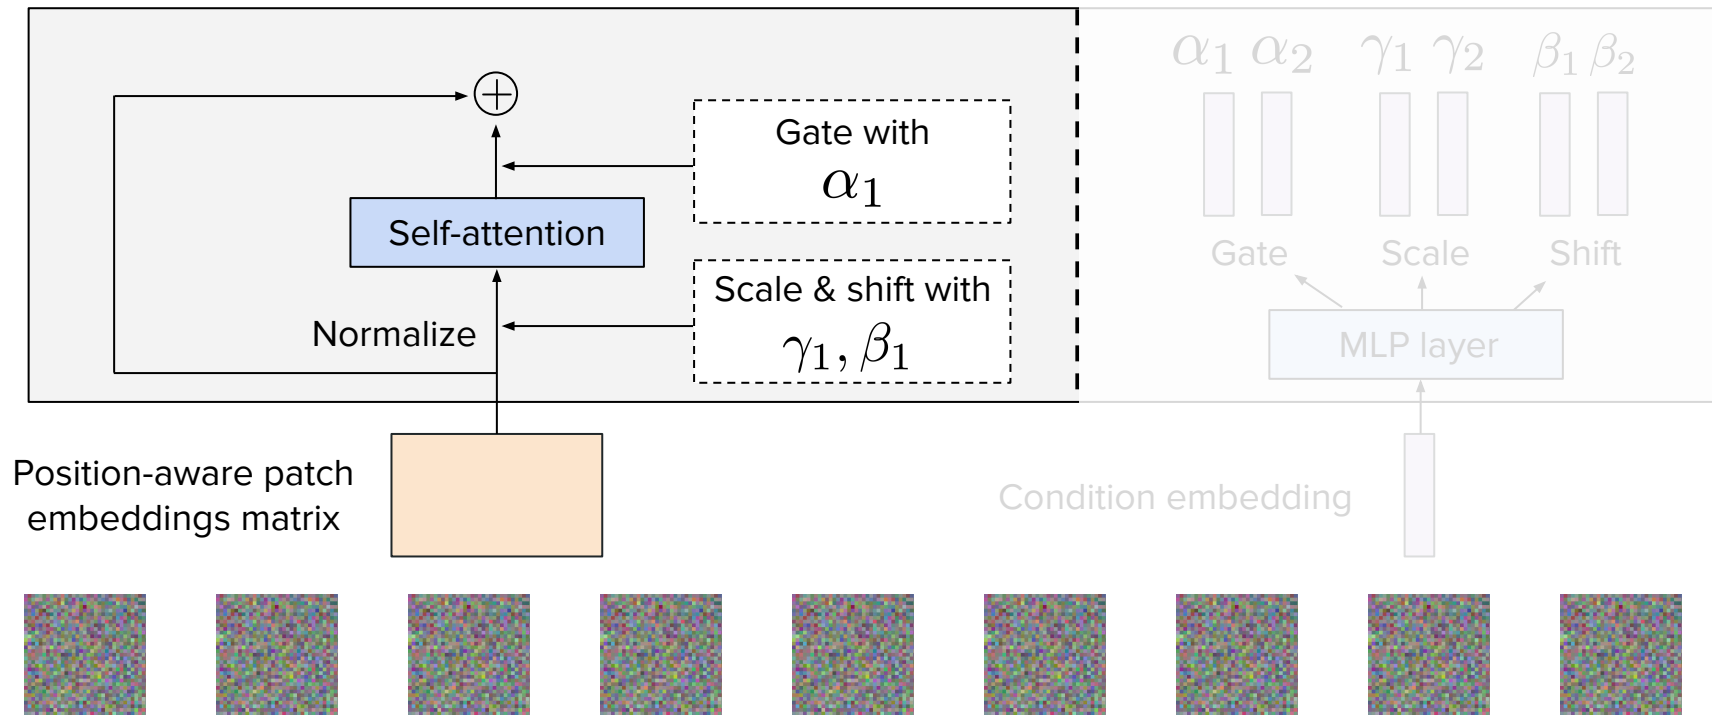 Gate with
α₁
Self-attention
Scale & shift with
γ₁, β₁
Normalize
Position-aware patch
embeddings matrix
α₁ α₂ γ₁ γ₂ β₁ β₂
Gate Scale Shift
MLP layer
Condition embedding